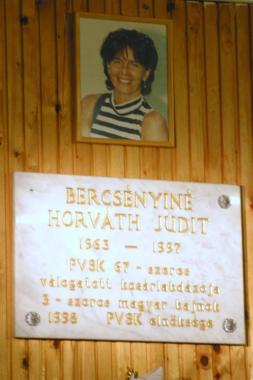 BERCSÉNYINÉ
HORVÁTH JUDIT
1963 — 1997
PVSK 67 - szeres
válogatott kosárlabdázója
3 - szoros magyar bajnok
1998 PVSK elnöksége